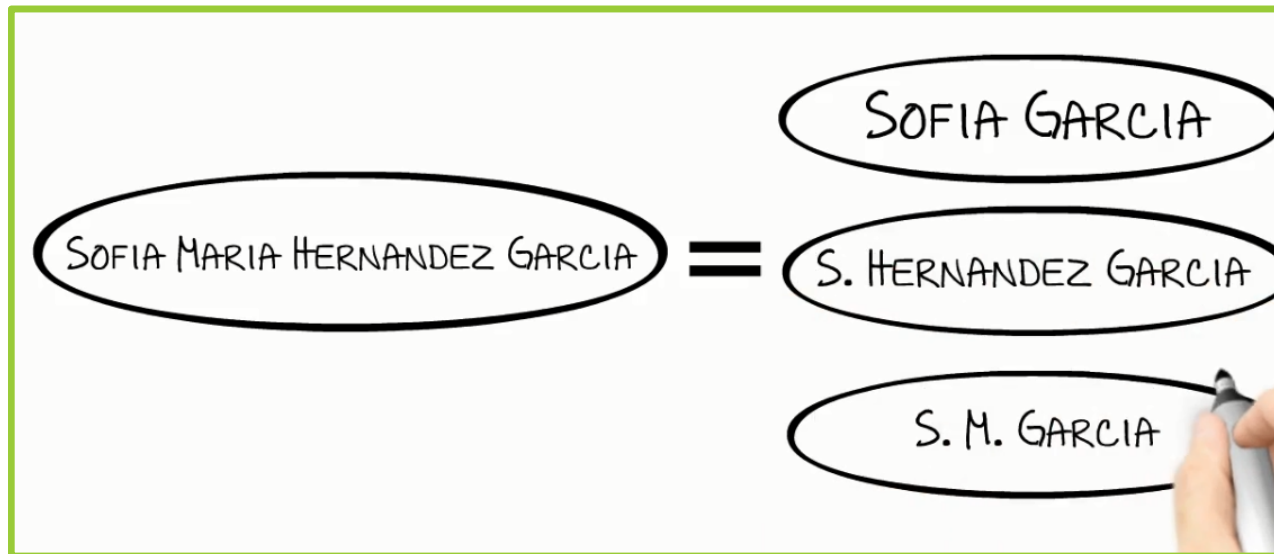 SOFIA MARIA HERNANDEZ GARCIA
=
SOFIA GARCIA
S. HERNANDEZ GARCIA
S. M. GARCIA